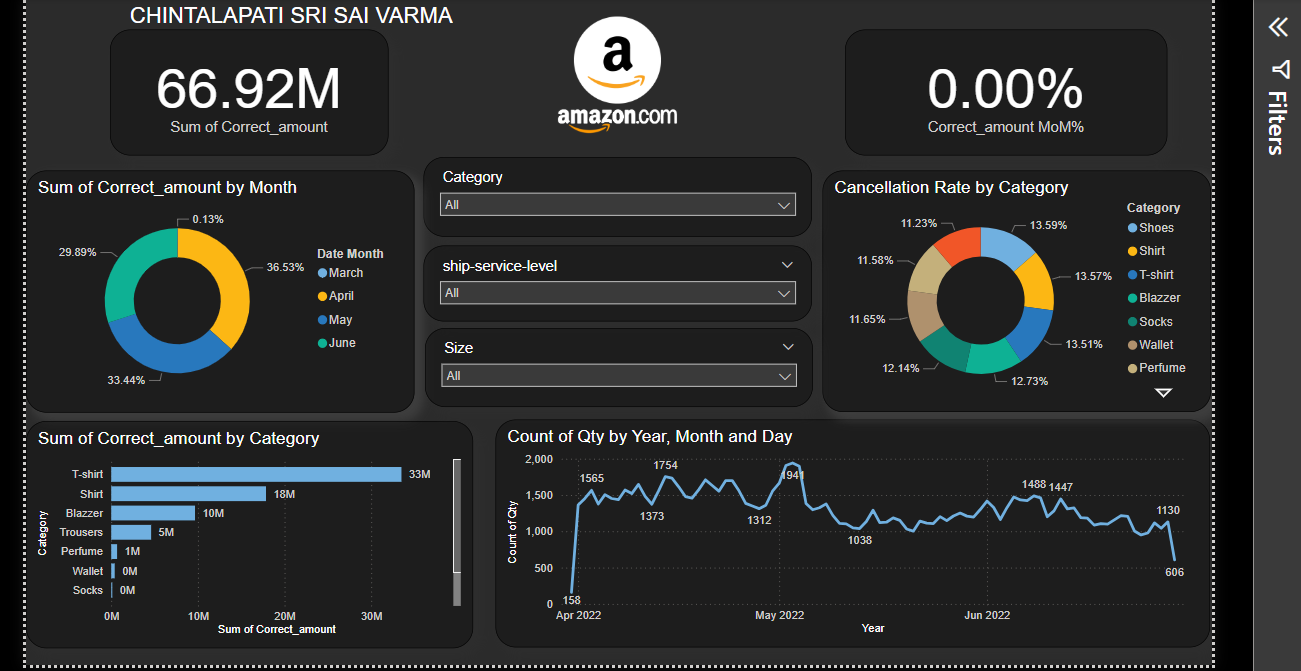 CHINTALAPATI SRI SAI VARMA
66.92M
Sum of Correct_amount
a
amazon.com
0.00%
Correct_amount MoM%
Filters
Sum of Correct_amount by Month
0.13%
29.89%
36.53%
33.44%
Date Month
March
April
May
June
Category
All
ship-service-level
All
Size
All
Cancellation Rate by Category
11.23%
13.59%
11.58%
13.57%
11.65%
13.51%
12.14%
12.73%
Category
Shoes
Shirt
T-shirt
Blazzer
Socks
Wallet
Perfume
Sum of Correct_amount by Category
Category
T-shirt 33M
Shirt 18M
Blazzer 10M
Trousers 5M
Perfume 1M
Wallet 0M
Socks 0M
0M 10M 20M 30M
Sum of Correct_amount
Count of Qty by Year, Month and Day
Count of Qty
2,000
1,500
1,000
500
0
158
1565
1373
1754
1312
1941
1038
1488
1447
1130
606
Apr 2022 May 2022 Jun 2022
Year